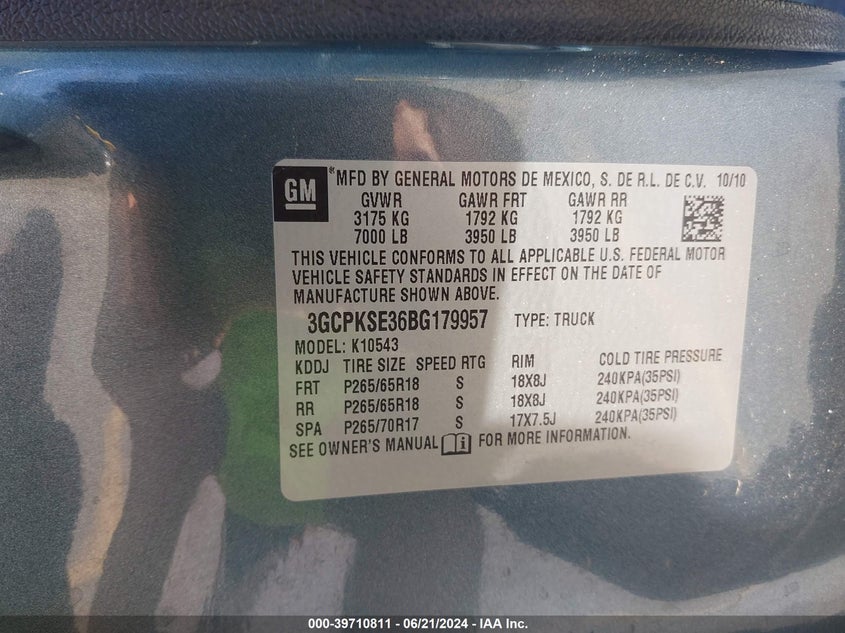 GM *MFD BY GENERAL MOTORS DE MEXICO, S. DE R.L. DE C.V. 10/10
GVWR GAWR FRT GAWR RR
3175 KG 1792 KG 1792 KG
7000 LB 3950 LB 3950 LB
THIS VEHICLE CONFORMS TO ALL APPLICABLE U.S. FEDERAL MOTOR
VEHICLE SAFETY STANDARDS IN EFFECT ON THE DATE OF
MANUFACTURE SHOWN ABOVE.
3GCPKSE36BG179957 TYPE: TRUCK
MODEL: K10543
KDDJ TIRE SIZE SPEED RTG RIM COLD TIRE PRESSURE
FRT P265/65R18 S 18X8J 240KPA(35PSI)
RR P265/65R18 S 18X8J 240KPA(35PSI)
SPA P265/70R17 S 17X7.5J 240KPA(35PSI)
SEE OWNER'S MANUAL FOR MORE INFORMATION.
000-39710811 - 06/21/2024 - IAA Inc.